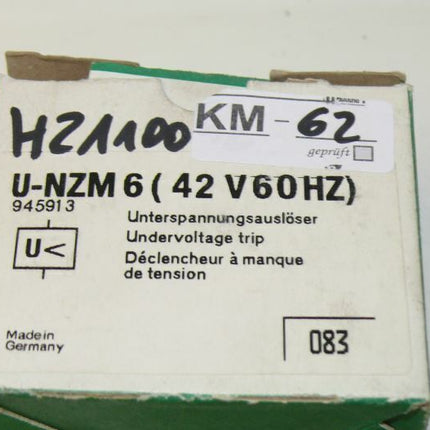 HZ1100 KM-62
geprüft
U-NZM 6 ( 42 V 60 HZ)
945913
U<
Unterspannungsauslöser
Undervoltage trip
Déclencheur à manque
de tension
Made in
Germany
083